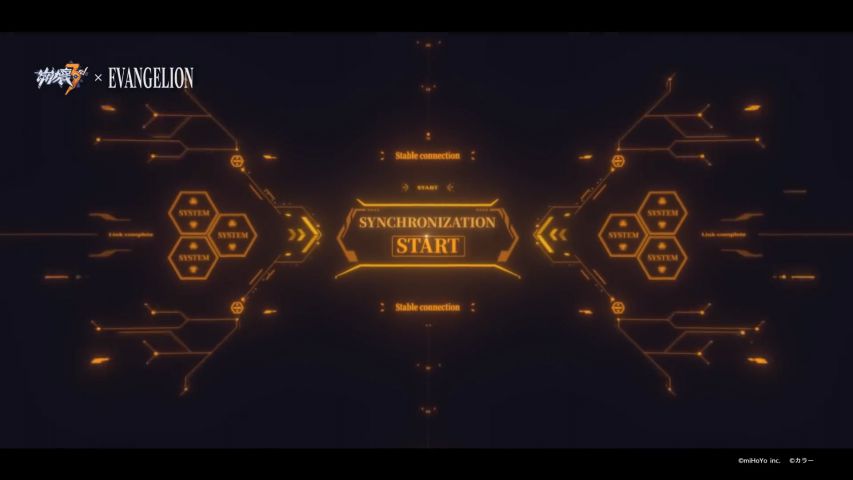 崩壊3rd × EVANGELION
Stable connection
START
SYNCHRONIZATION
START
SYSTEM
SYSTEM
SYSTEM
Link complete
SYSTEM
SYSTEM
SYSTEM
Link complete
Stable connection
©miHoYo inc. ©カラー